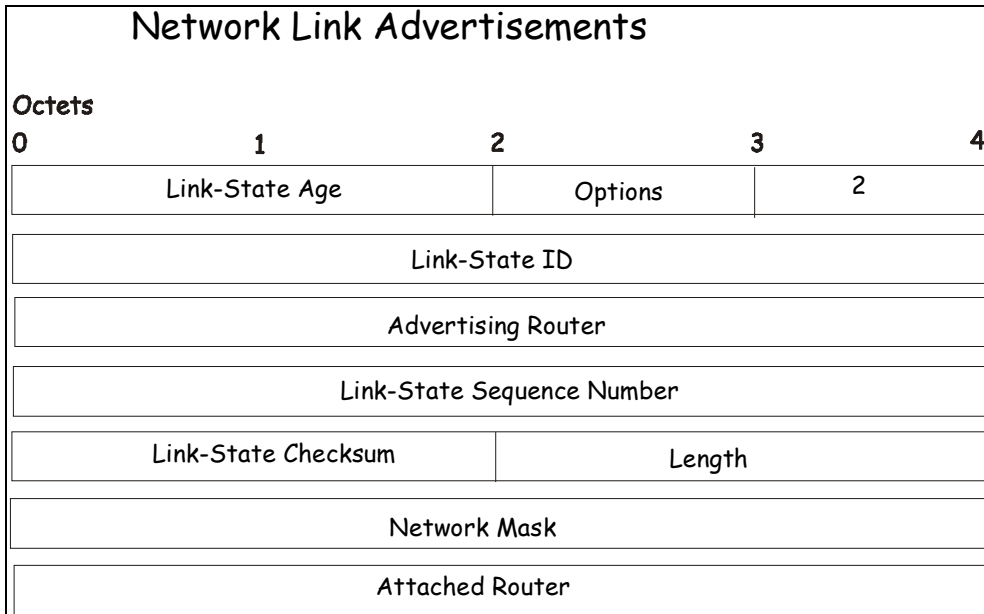 Network Link Advertisements
Octets
0 1 2 3 4
Link-State Age Options 2
Link-State ID
Advertising Router
Link-State Sequence Number
Link-State Checksum Length
Network Mask
Attached Router